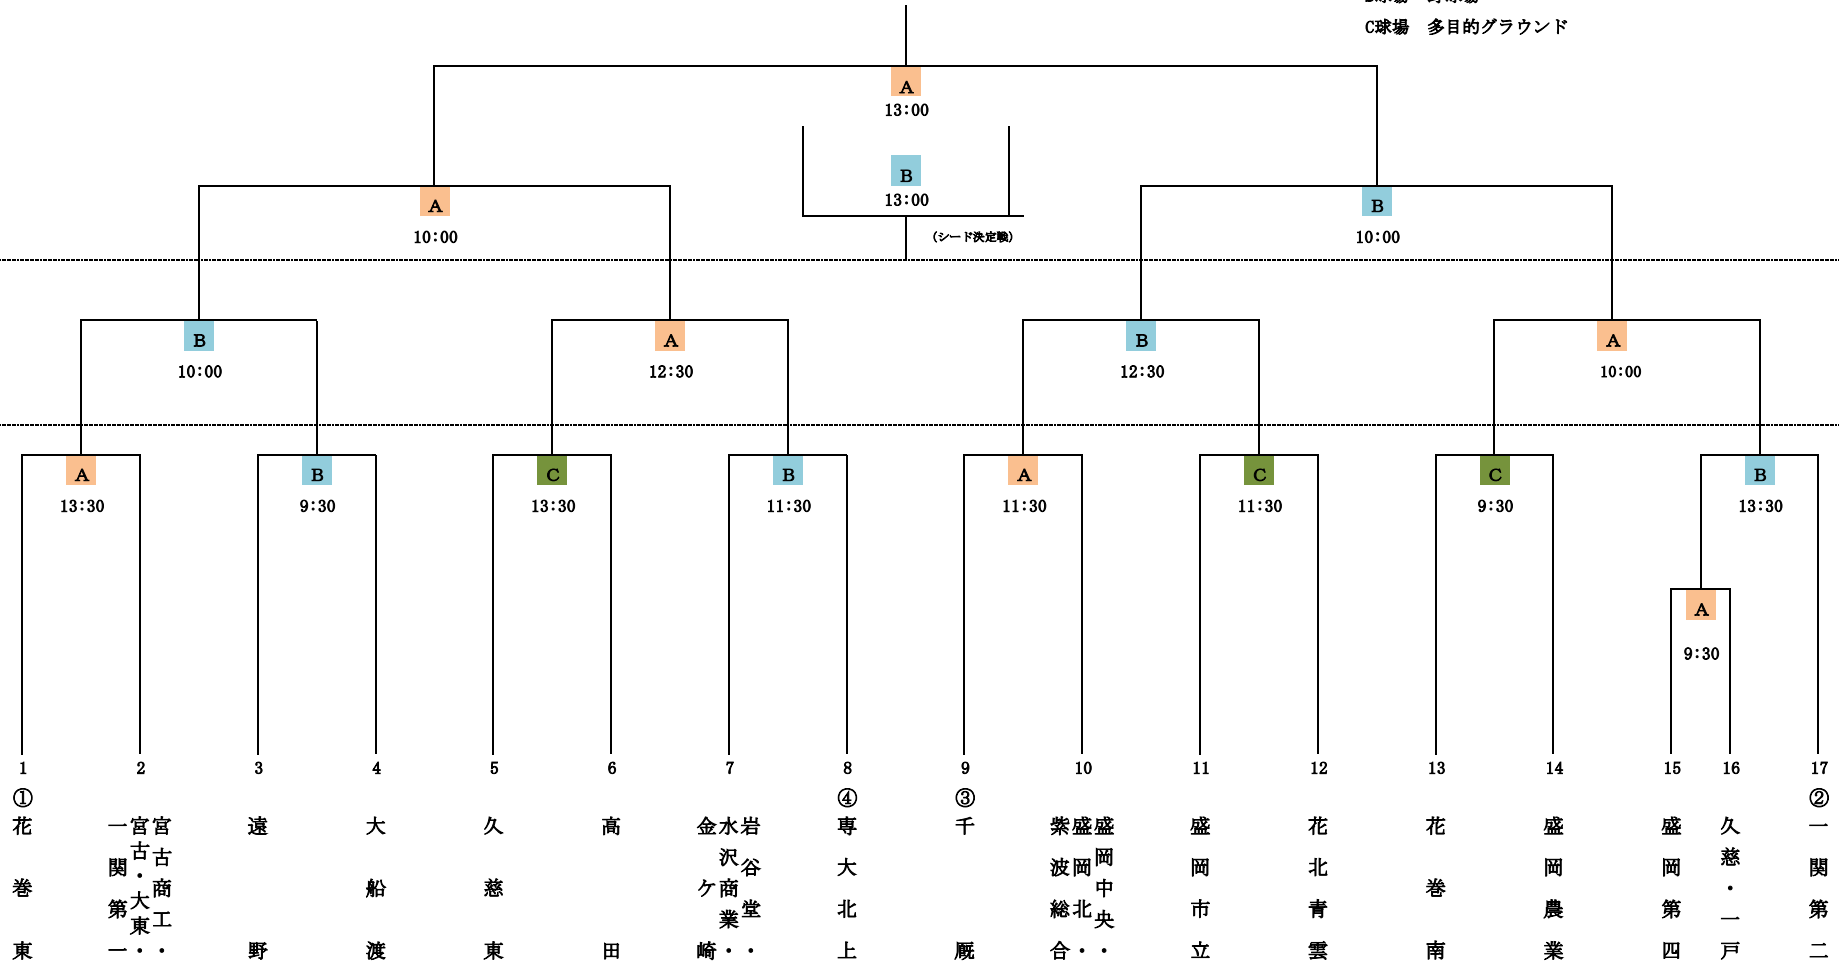 C球場　多目的グラウンド
A
13:00
B
13:00
(シード決定戦)
A
10:00
B
10:00
B
10:00
A
12:30
B
12:30
A
10:00
A
13:30
B
9:30
C
13:30
B
11:30
A
11:30
C
11:30
C
9:30
B
13:30
A
9:30
1
2
3
4
5
6
7
8
9
10
11
12
13
14
15
16
17
①
④
③
②
花巻東
宮古商工・
宮古・大東・
一関第一
遠野
大船渡
久慈東
高田
岩谷堂・
水沢商業・
金ケ崎
専大北上
千厩
盛岡中央・
盛岡北・
紫波総合
盛岡市立
花北青雲
花巻南
盛岡農業
盛岡第四
久慈・一戸
一関第二